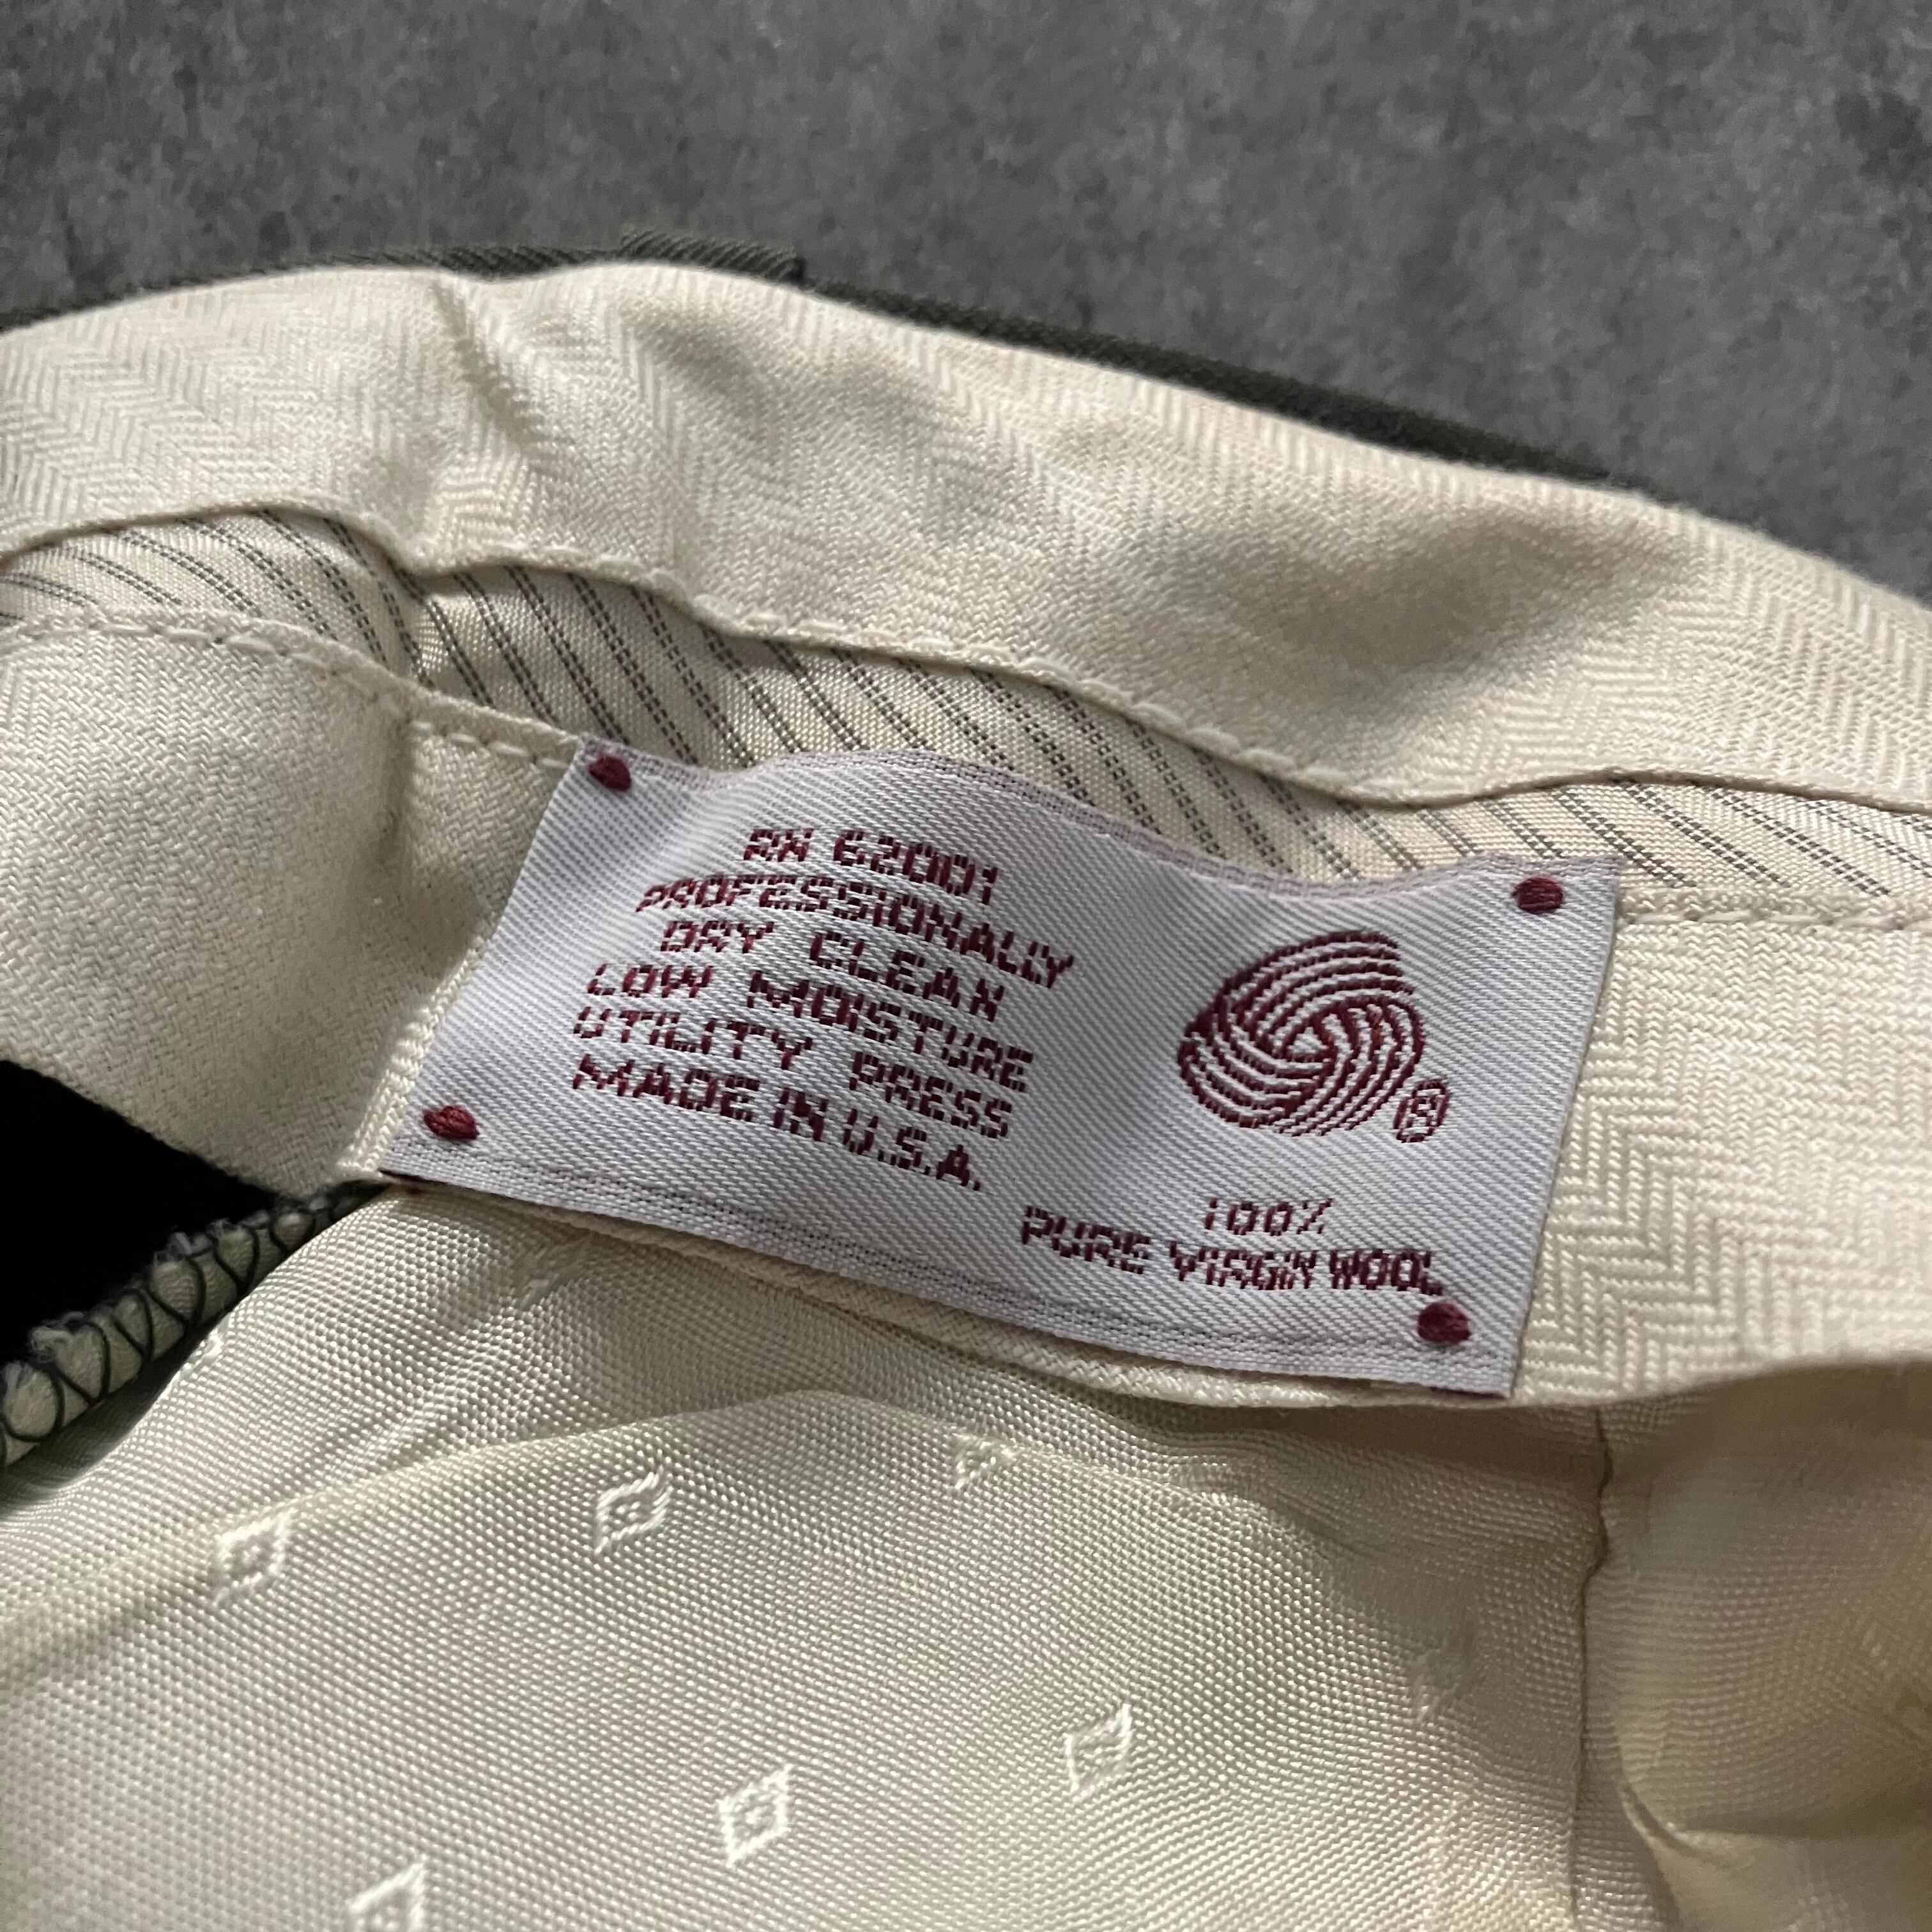 RN 62001
PROFESSIONALLY
DRY CLEAN
LOW MOISTURE
UTILITY PRESS
MADE IN U.S.A.
®
100%
PURE VIRGIN WOOL